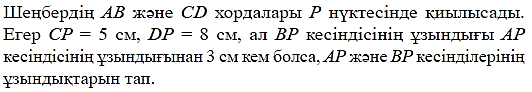 Шеңбердің AB және CD хордалары P нүктесінде қиылысады.
Егер CP = 5 см, DP = 8 см, ал BP кесіндісінің ұзындығы AP
кесіндісінің ұзындығынан 3 см кем болса, AP және BP кесінділерінің
ұзындықтарын тап.